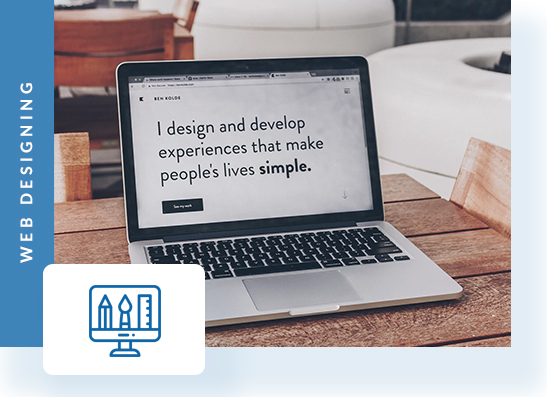 WEB DESIGNING
BEN KOLDE
I design and develop
experiences that make
people's lives simple.
See my work